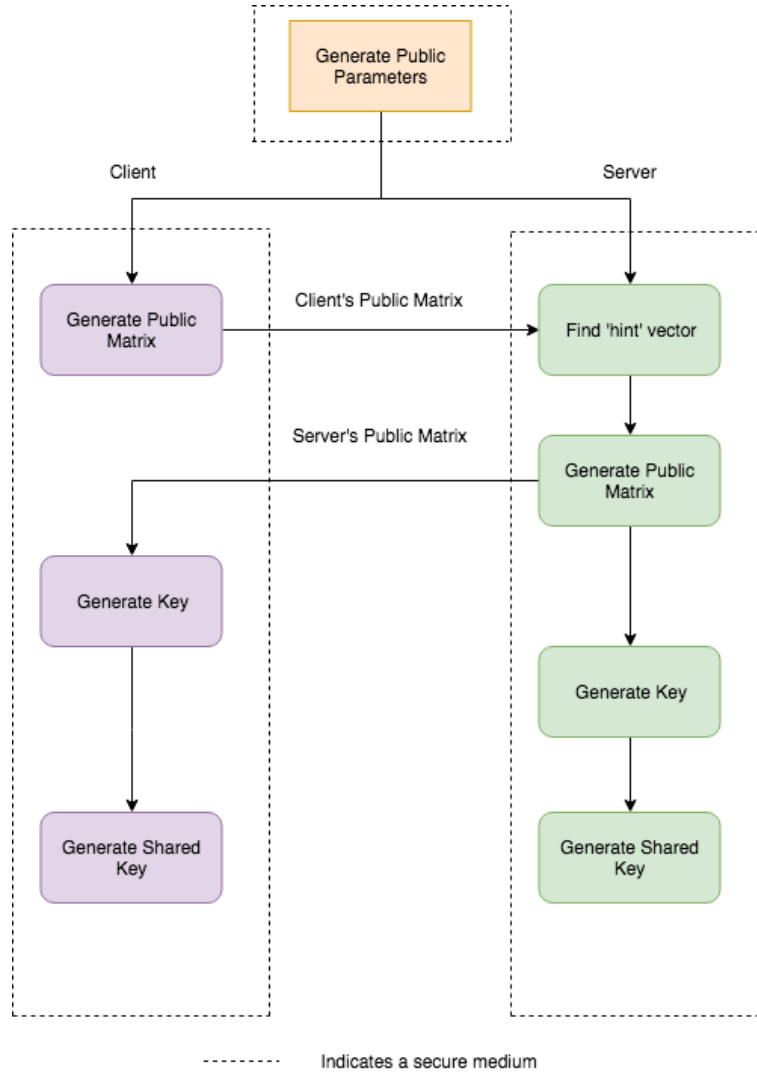 Generate Public
Parameters
Client
Server
Generate Public
Matrix
Client's Public Matrix
Find 'hint' vector
Server's Public Matrix
Generate Public
Matrix
Generate Key
Generate Key
Generate Shared
Key
Generate Shared
Key
Indicates a secure medium